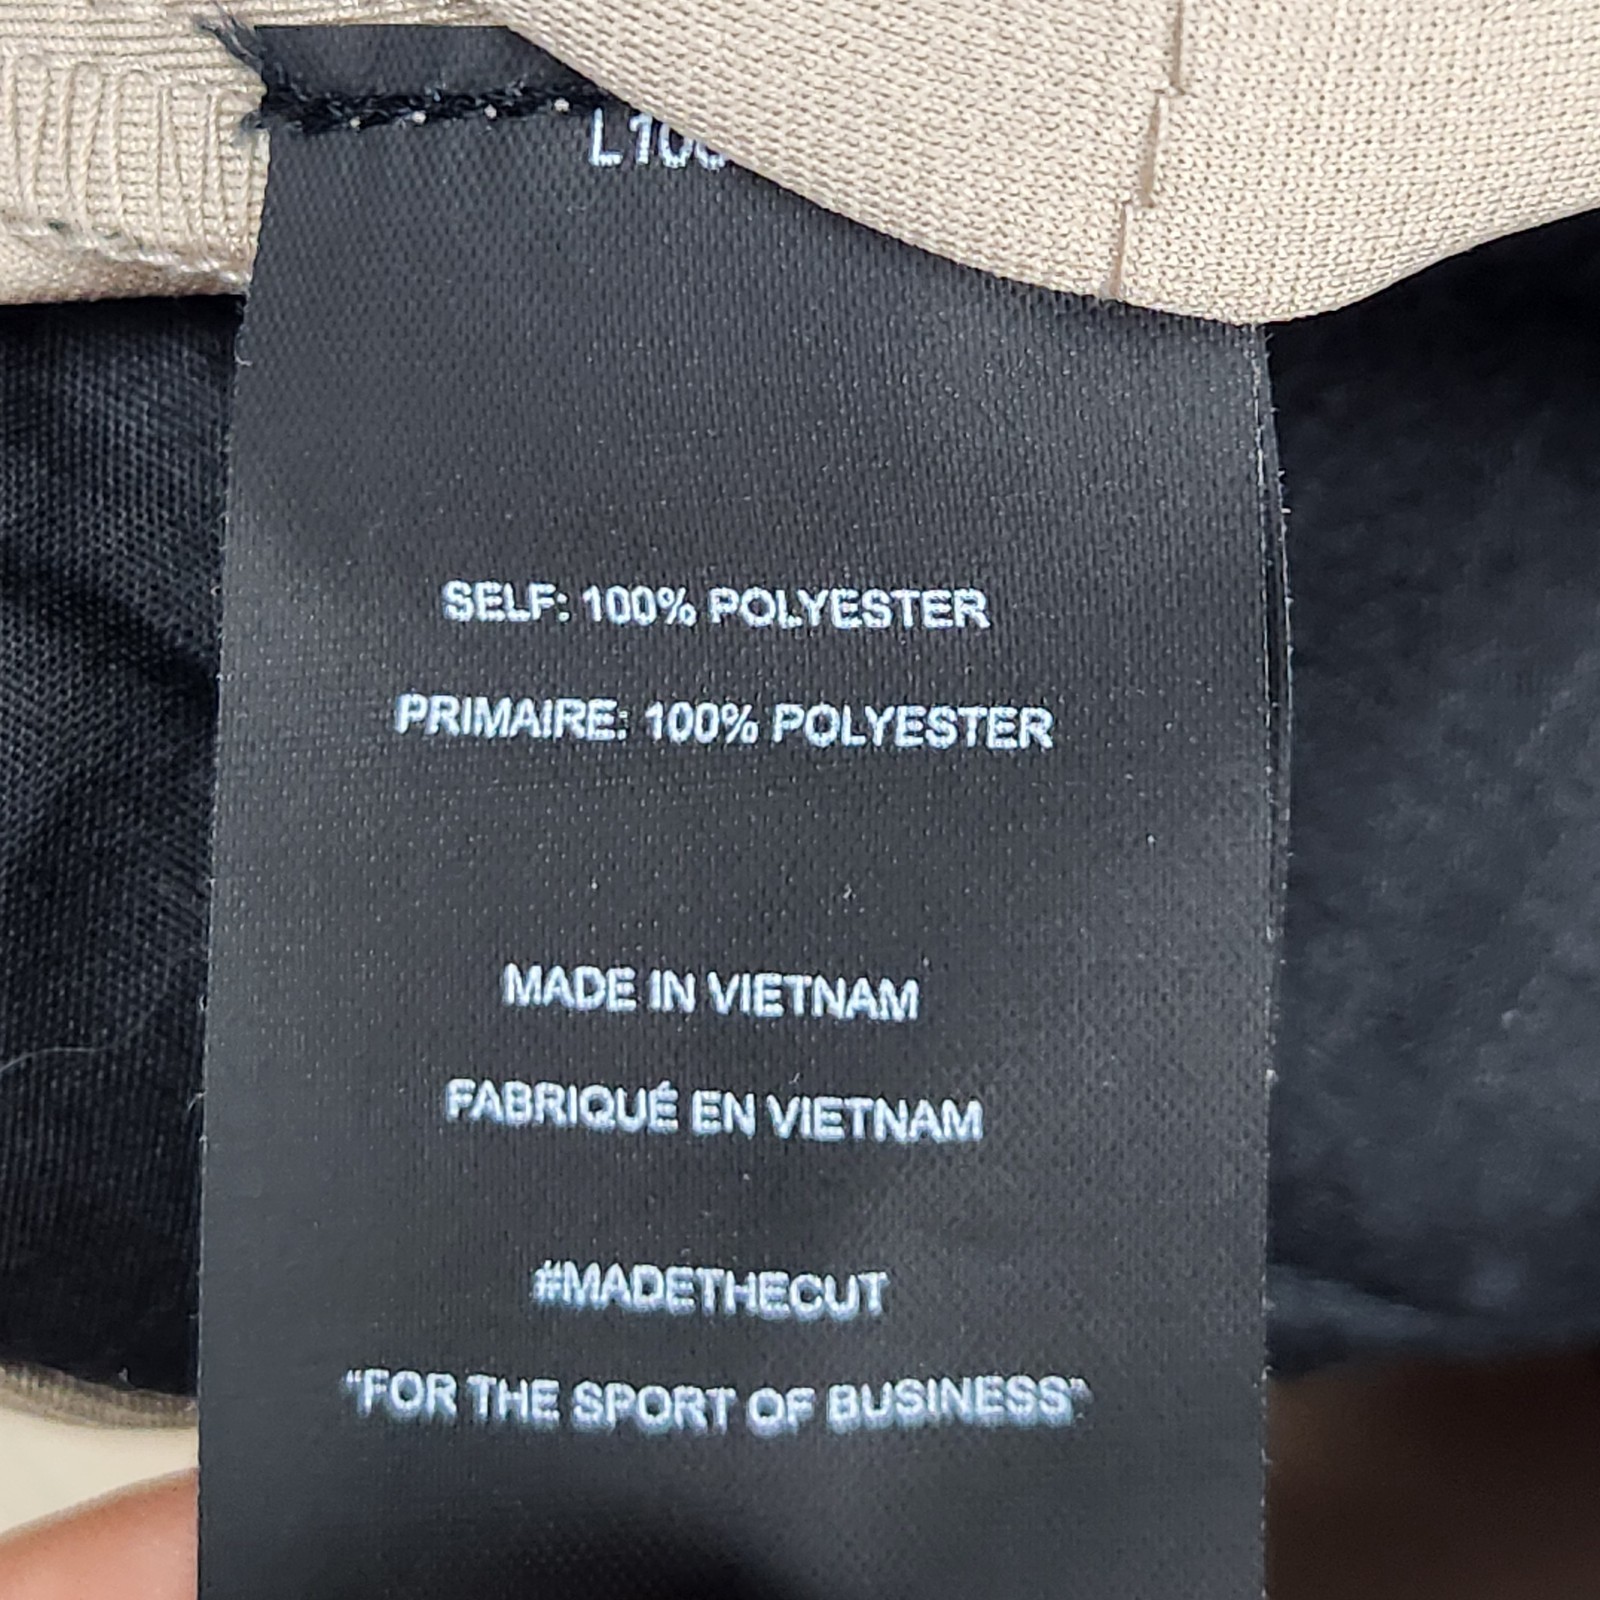 SELF: 100% POLYESTER
PRIMAIRE: 100% POLYESTER
MADE IN VIETNAM
FABRIQUÉ EN VIETNAM
#MADETHECUT
"FOR THE SPORT OF BUSINESS"